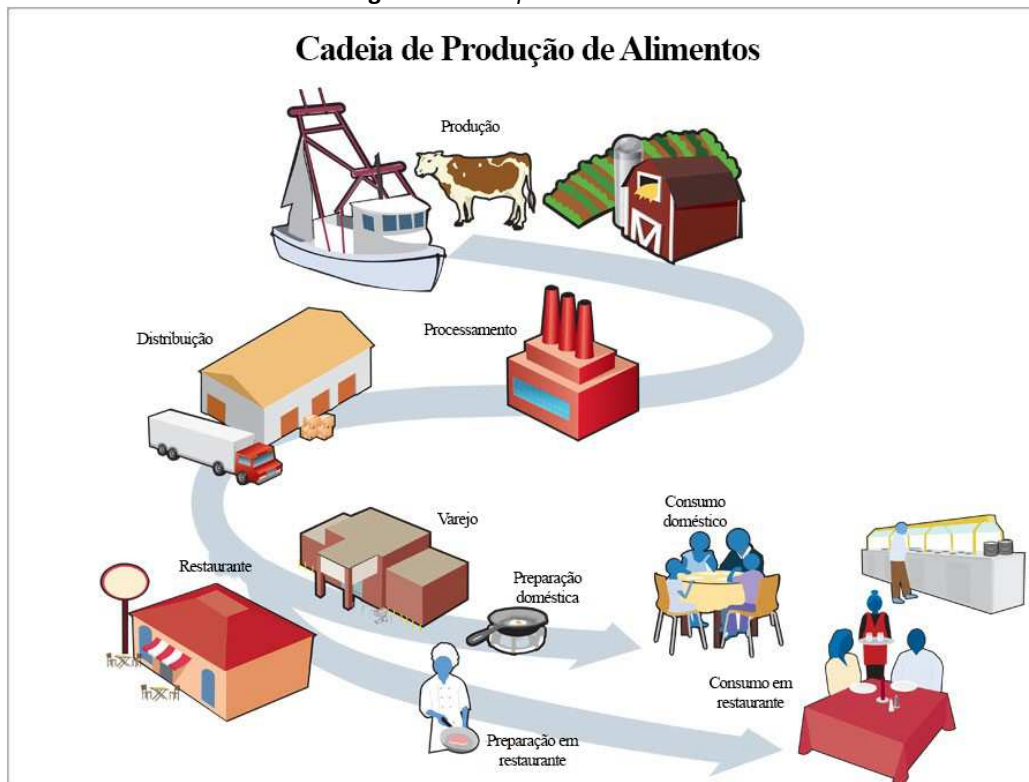 Cadeia de Produção de Alimentos
Produção
Processamento
Distribuição
Varejo
Restaurante
Preparação
doméstica
Consumo
doméstico
Preparação em
restaurante
Consumo em
restaurante